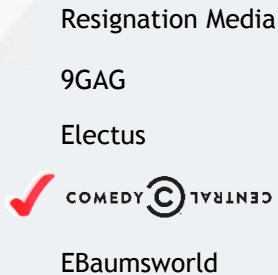 Resignation Media
9GAG
Electus
COMEDY C CENTRAL
EBaumsworld